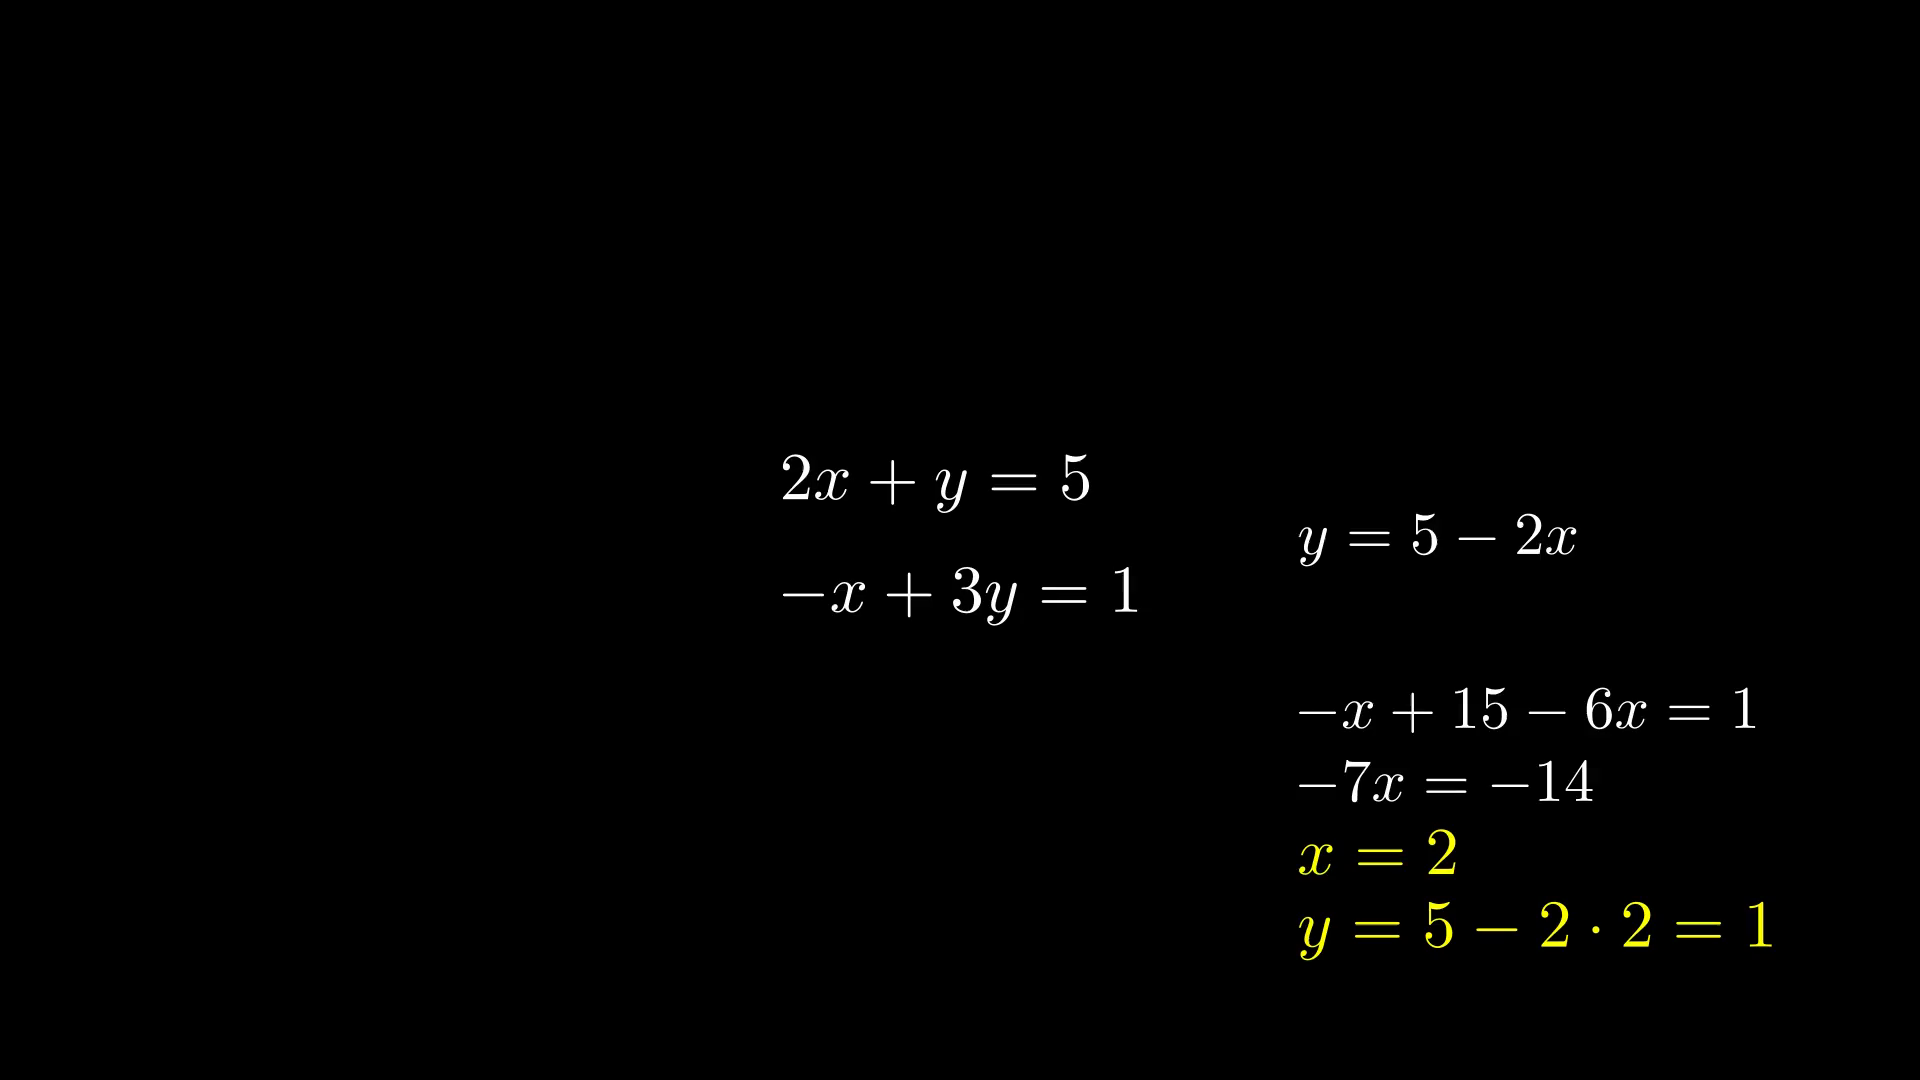 2x + y = 5
−x + 3y = 1
y = 5 − 2x
−x + 15 − 6x = 1
−7x = −14
x = 2
y = 5 − 2 · 2 = 1